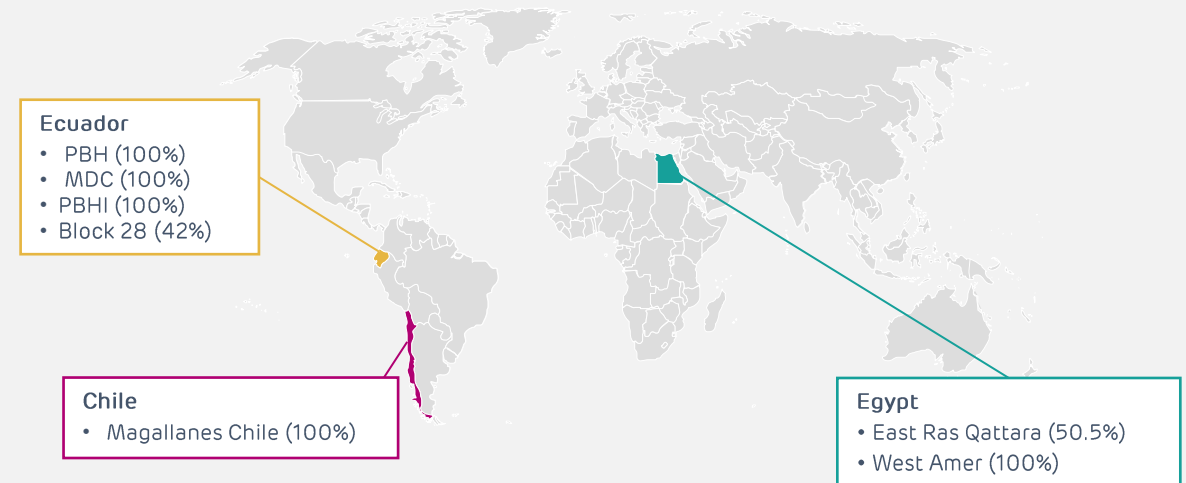 Ecuador
• PBH (100%)
• MDC (100%)
• PBHI (100%)
• Block 28 (42%)
Chile
• Magallanes Chile (100%)
Egypt
• East Ras Qattara (50.5%)
• West Amer (100%)